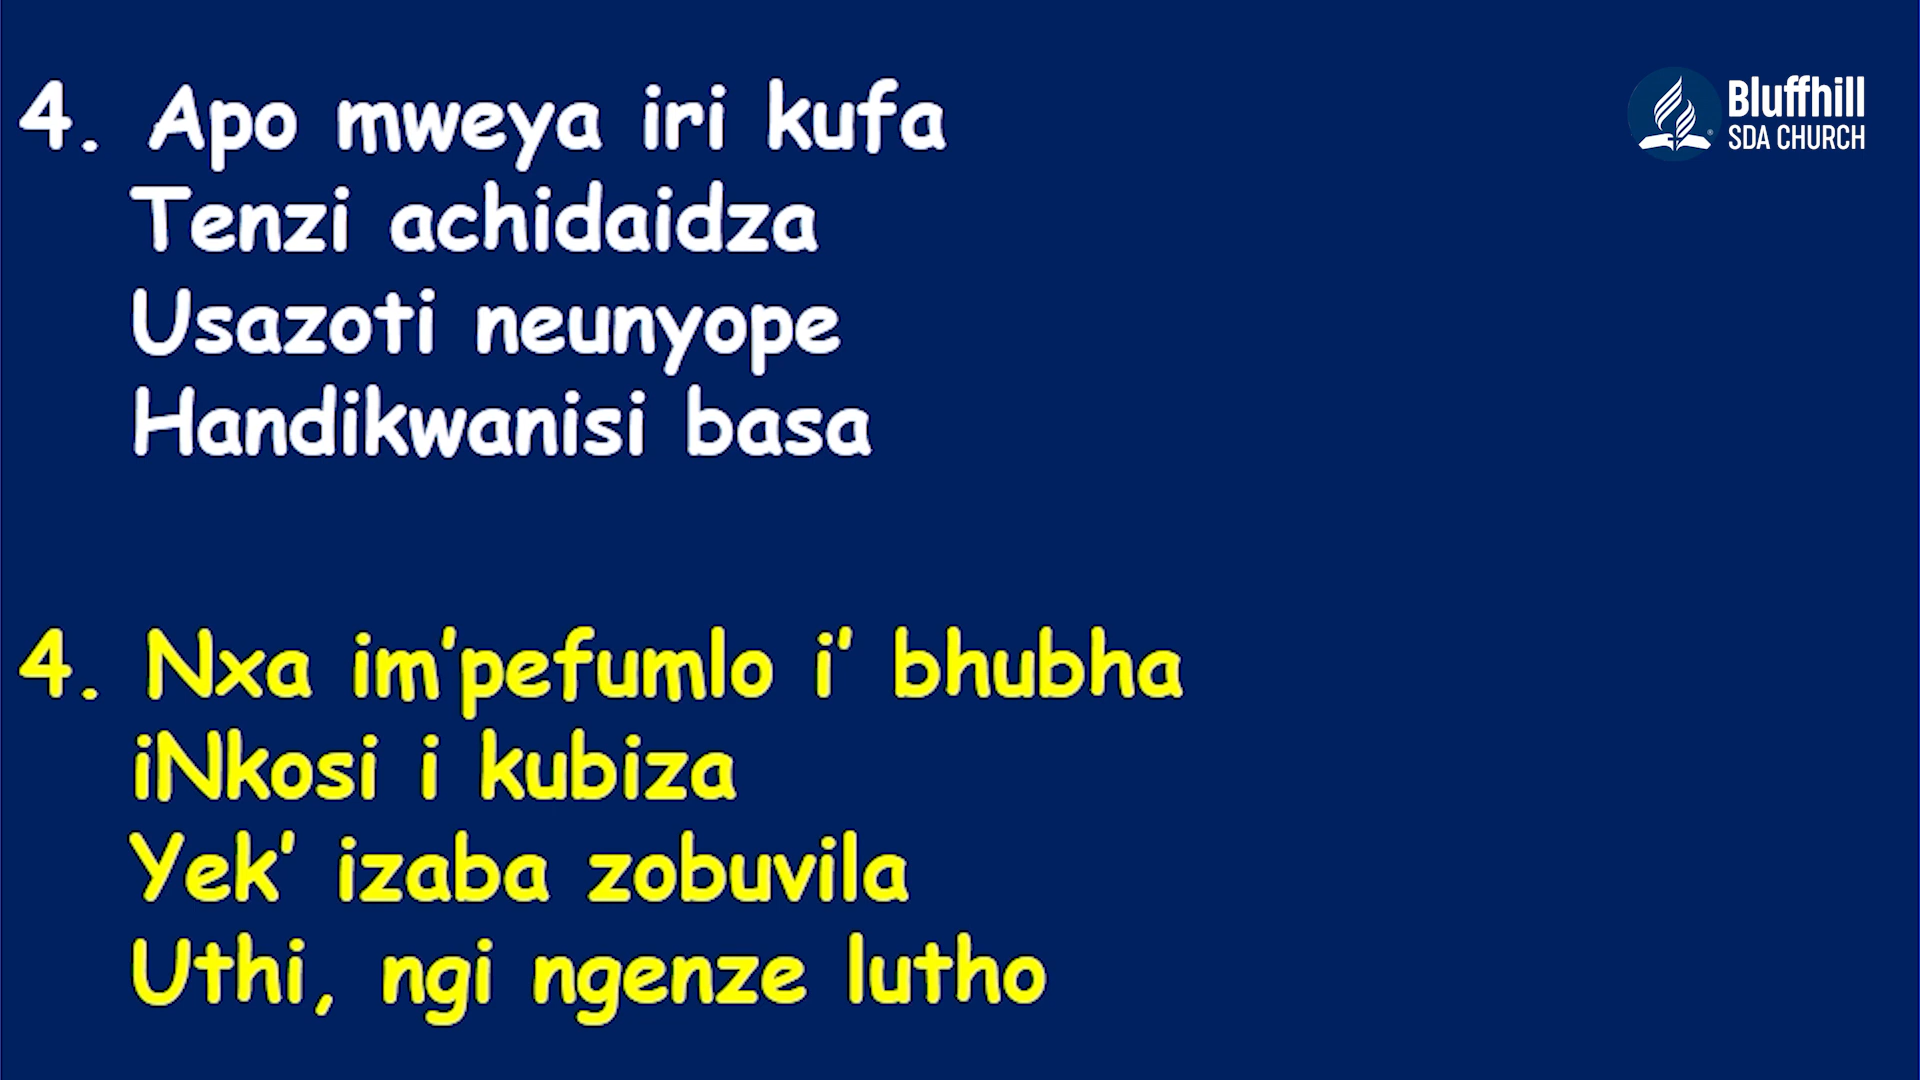 4. Apo mweya iri kufa
Tenzi achidaidza
Usazoti neunyope
Handikwanisi basa
4. Nxa im'pefumlo i' bhubha
iNkosi i kubiza
Yek' izaba zobuvila
Uthi, ngi ngenze lutho
Bluffhill
SDA CHURCH